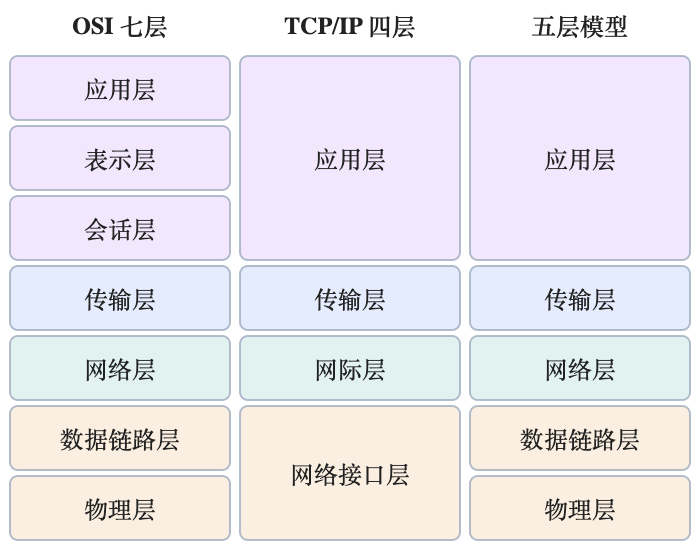 OSI 七层
TCP/IP 四层
五层模型
应用层
表示层
会话层
传输层
网络层
数据链路层
物理层
应用层
传输层
网际层
网络接口层
应用层
传输层
网络层
数据链路层
物理层